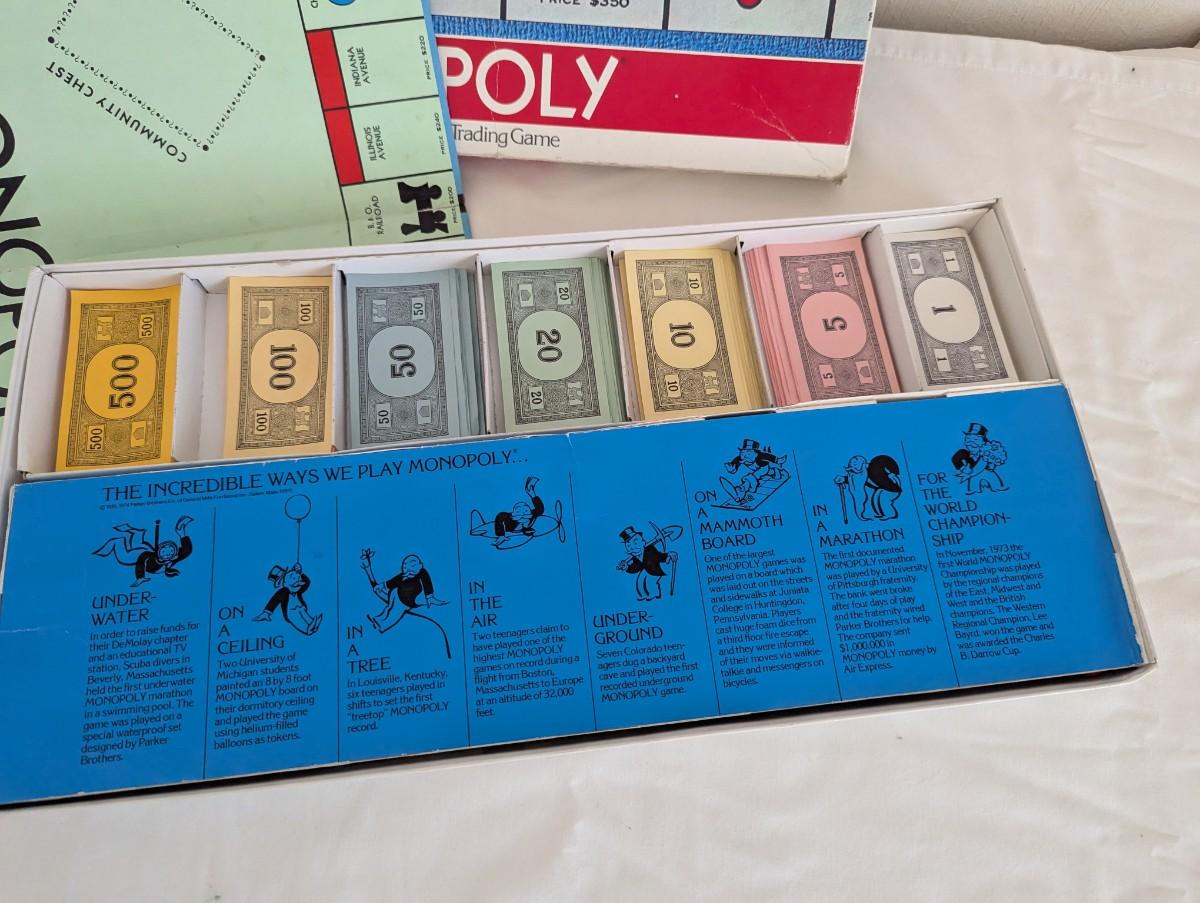 COMMUNITY CHEST
INDIANA
AVENUE
PRICE $220
ILLINOIS
AVENUE
PRICE $240
B. & O.
RAILROAD
PRICE $200
PRICE $350
POLY
Trading Game
500
500
500
100
100
100
50
50
50
20
20
20
10
10
10
5
5
5
1
1
1
THE INCREDIBLE WAYS WE PLAY MONOPOLY®...
UNDER-
WATER
In order to raise funds for
their DeMolay chapter
and an educational TV
station, Scuba divers in
Beverly, Massachusetts
held the first underwater
MONOPOLY marathon
in a swimming pool. The
game was played on a
special waterproof set
designed by Parker
Brothers.
ON
A
CEILING
Two University of
Michigan students
painted an 8 by 8 foot
MONOPOLY board on
their dormitory ceiling
and played the game
using helium-filled
balloons as tokens.
IN
A
TREE
In Louisville, Kentucky,
six teenagers played in
shifts to set the first
"treetop" MONOPOLY
record.
IN
THE
AIR
Two teenagers claim to
have played one of the
highest MONOPOLY
games on record during a
flight from Boston,
Massachusetts to Europe
at an altitude of 32,000
feet.
UNDER-
GROUND
Seven Colorado teen-
agers dug a backyard
cave and played the first
recorded underground
MONOPOLY game.
ON
A
MAMMOTH
BOARD
One of the largest
MONOPOLY games was
played on a board which
was laid out on the streets
and sidewalks at Juniata
College in Huntingdon,
Pennsylvania. Players
cast huge foam dice from
a third floor fire escape
and they were informed
of their moves via walkie-
talkie and messengers on
bicycles.
IN
A
MARATHON
The first documented
MONOPOLY marathon
was played by a University
of Pittsburgh fraternity.
The bank went broke
after four days of play
and the fraternity wired
Parker Brothers for help.
The company sent
$1,000,000 in
MONOPOLY money by
Air Express.
FOR
THE
WORLD
CHAMPION-
SHIP
In November, 1973 the
first World MONOPOLY
Championship was played
by the regional champions
of the East, Midwest and
West and the British
champions. The Western
Regional Champion, Lee
Bayrd, won the game and
was awarded the Charles
B. Darrow Cup.